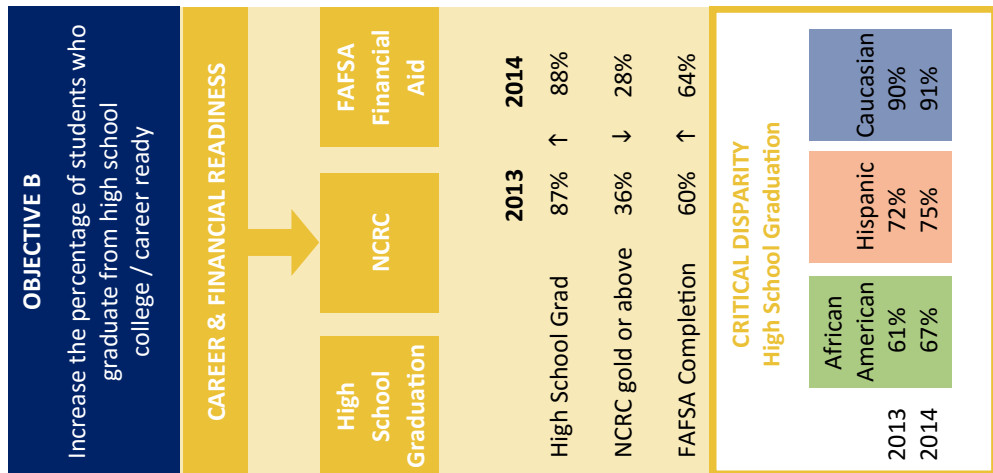 OBJECTIVE B
Increase the percentage of students who
graduate from high school
college / career ready
CAREER & FINANCIAL READINESS
High
School
Graduation
NCRC
FAFSA
Financial
Aid
2013 2014
High School Grad 87% ↑ 88%
NCRC gold or above 36% ↓ 28%
FAFSA Completion 60% ↑ 64%
CRITICAL DISPARITY
High School Graduation
African
American Hispanic Caucasian
2013 61% 72% 90%
2014 67% 75% 91%